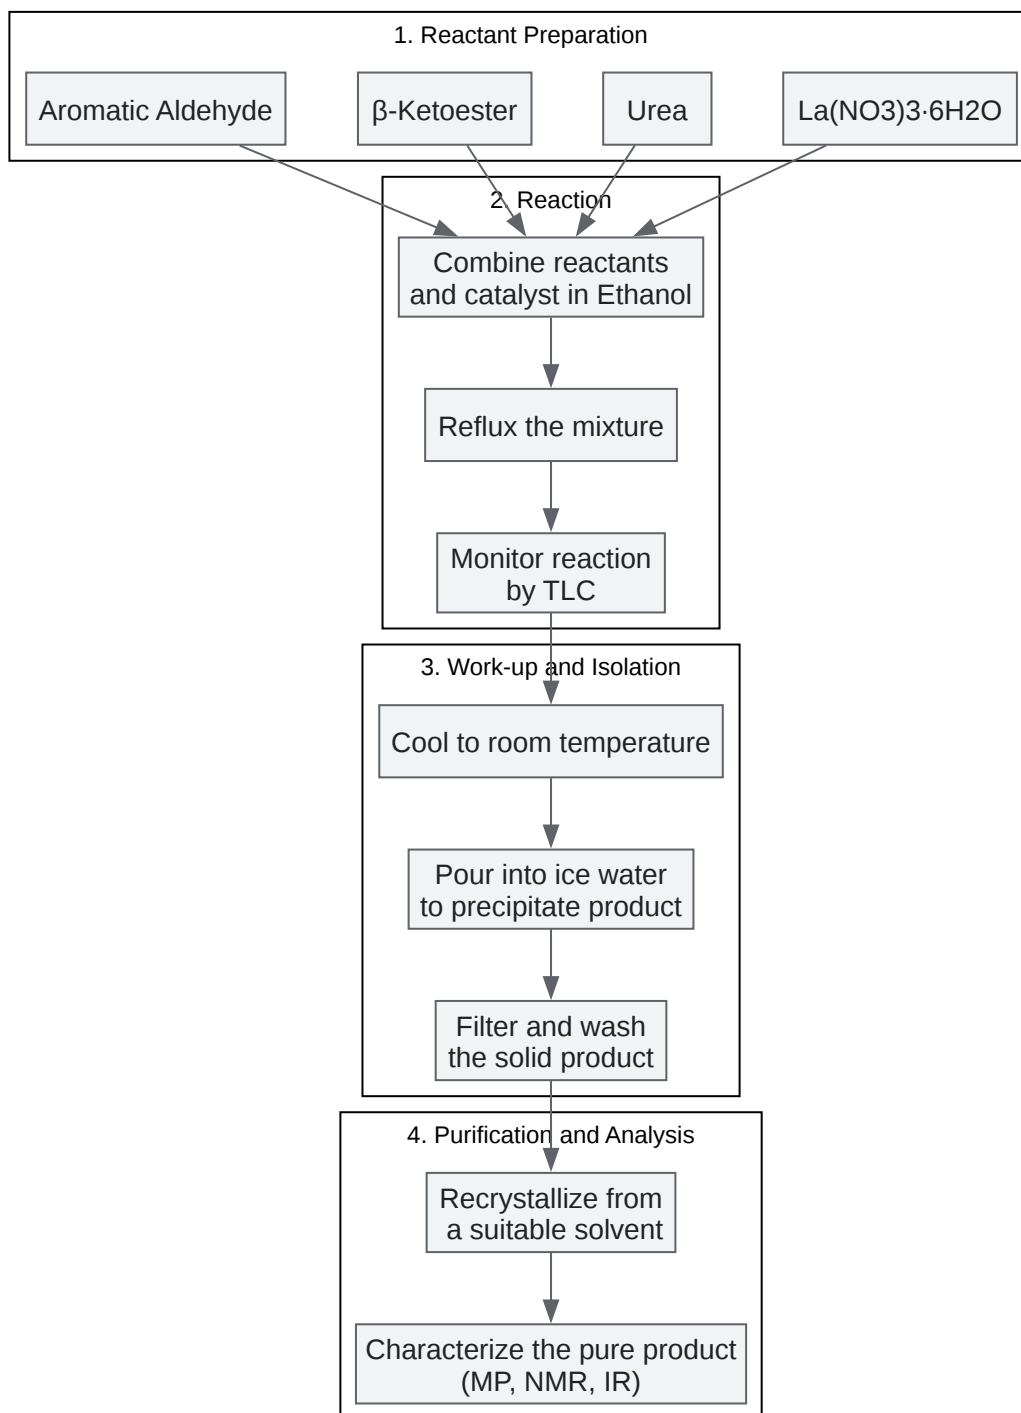 1. Reactant Preparation
Aromatic Aldehyde
β-Ketoester
Urea
La(NO3)3·6H2O
2. Reaction
Combine reactants
and catalyst in Ethanol
Reflux the mixture
Monitor reaction
by TLC
3. Work-up and Isolation
Cool to room temperature
Pour into ice water
to precipitate product
Filter and wash
the solid product
4. Purification and Analysis
Recrystallize from
a suitable solvent
Characterize the pure product
(MP, NMR, IR)